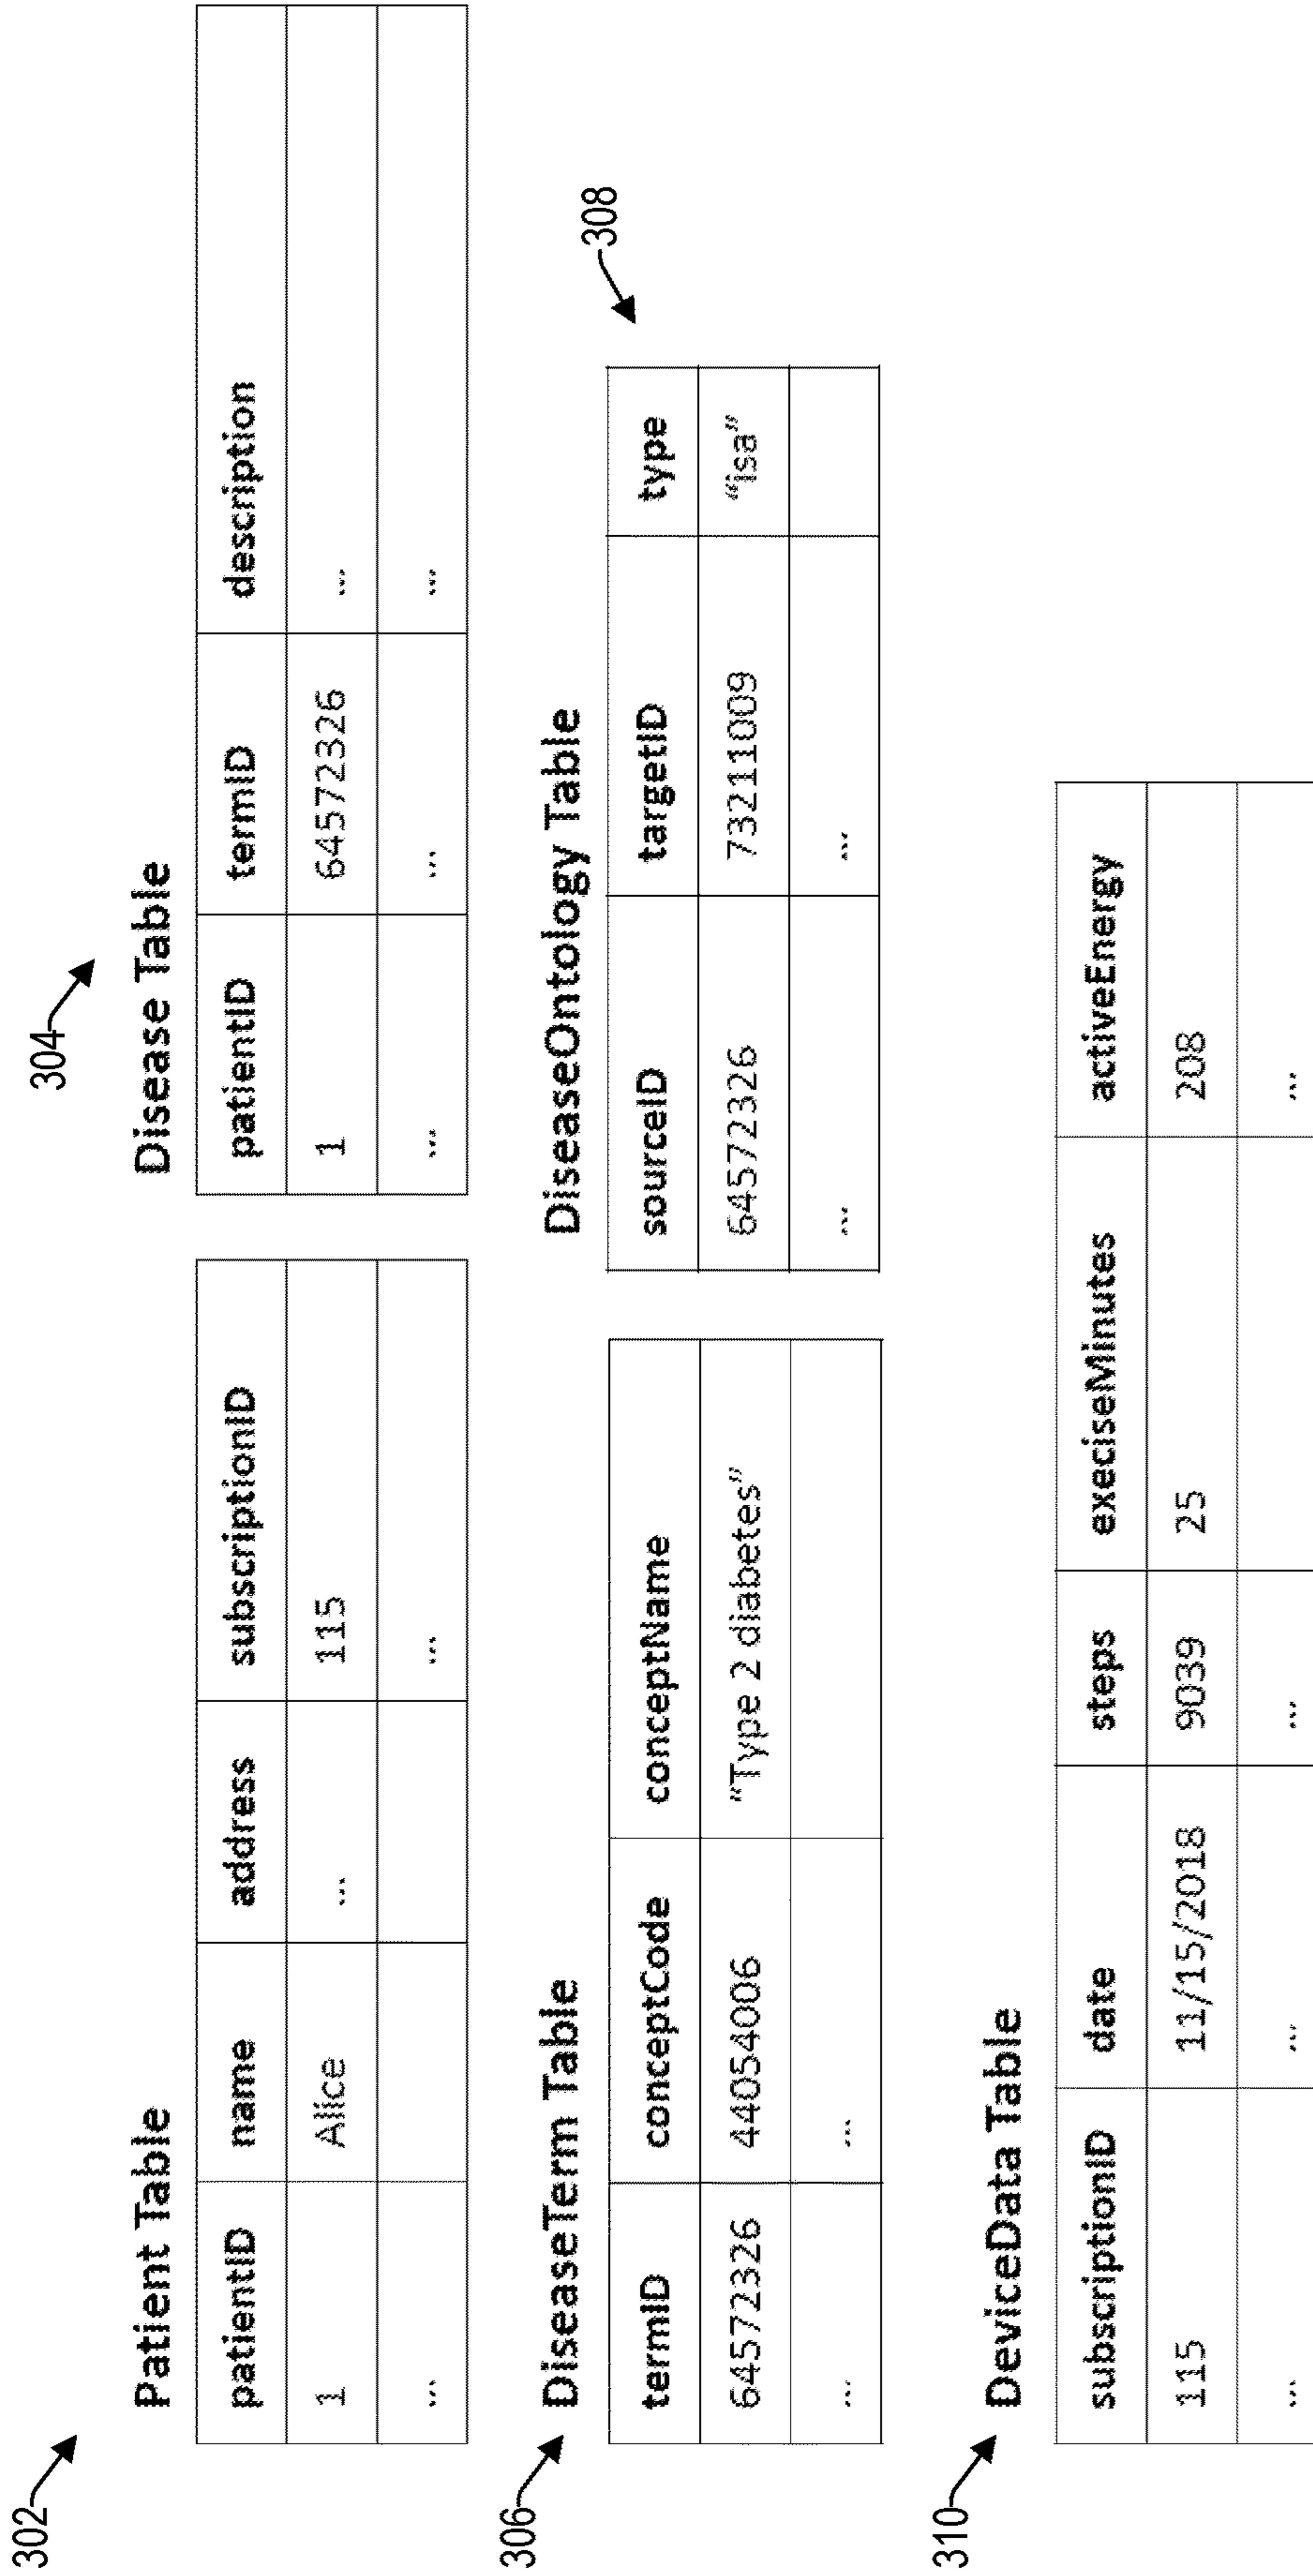 302
304
Patient Table
Disease Table
patientID name address subscriptionID
patientID termID description
1 Alice ... 115
1 64572326 ...
... ...
... ... ...
306
DiseaseTerm Table
DiseaseOntology Table
308
termID conceptCode conceptName
sourceID targetID type
64572326 44054006 “Type 2 diabetes”
64572326 73211009 “isa”
... ...
... ...
310
DeviceData Table
subscriptionID date steps execiseMinutes activeEnergy
115 11/15/2018 9039 25 208
... ... ... ...